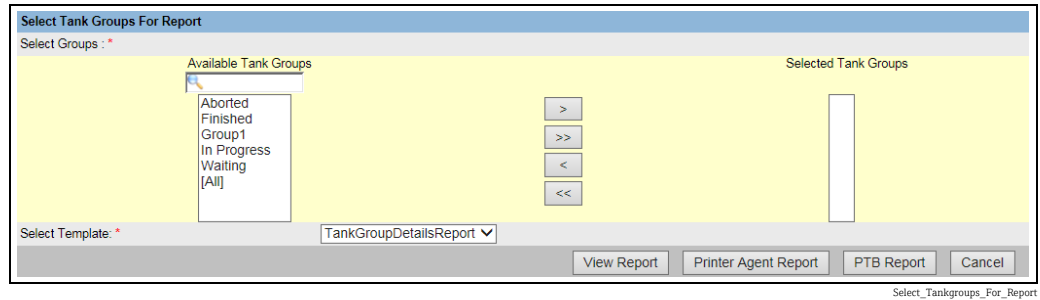 Select Tank Groups For Report
Select Groups : *
Available Tank Groups
Selected Tank Groups
Aborted
Finished
Group1
In Progress
Waiting
[All]
>
>>
<
<<
Select Template: *
TankGroupDetailsReport
View Report
Printer Agent Report
PTB Report
Cancel
Select_Tankgroups_For_Report